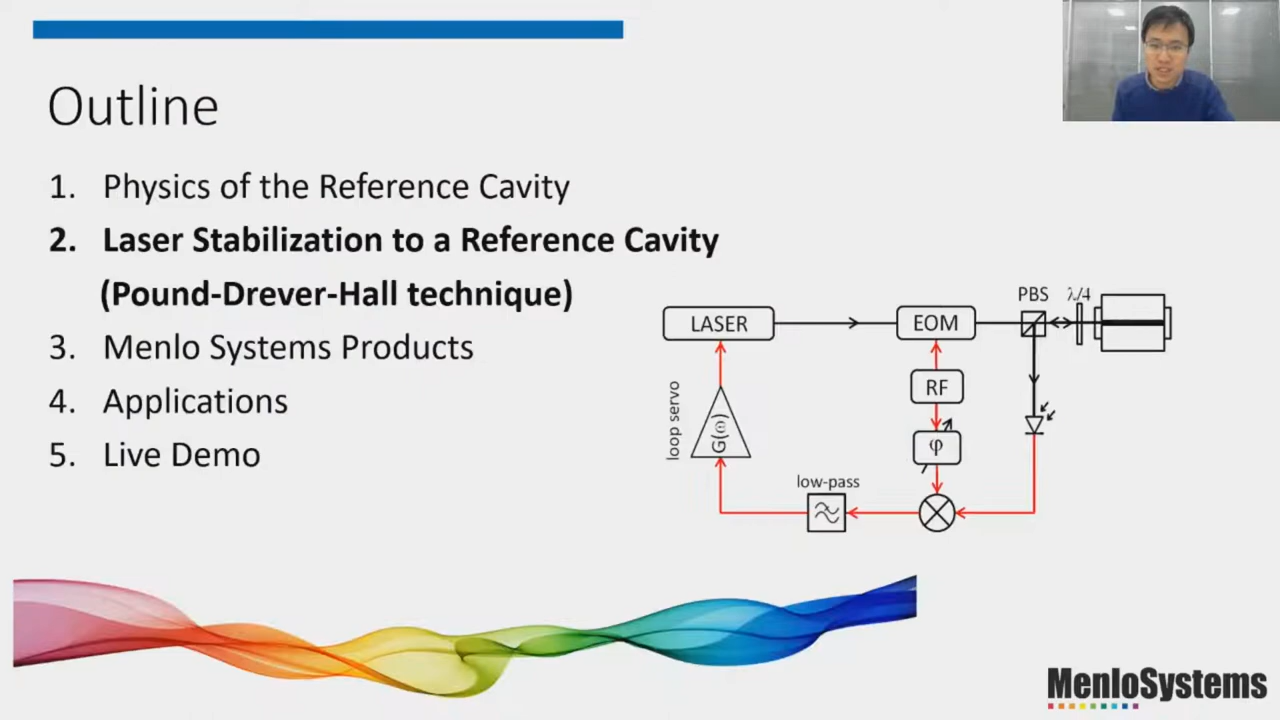 Outline
1. Physics of the Reference Cavity
2. Laser Stabilization to a Reference Cavity
(Pound-Drever-Hall technique)
3. Menlo Systems Products
4. Applications
5. Live Demo
PBS
λ/4
LASER
EOM
RF
loop servo
G(ω)
φ
low-pass
MenloSystems